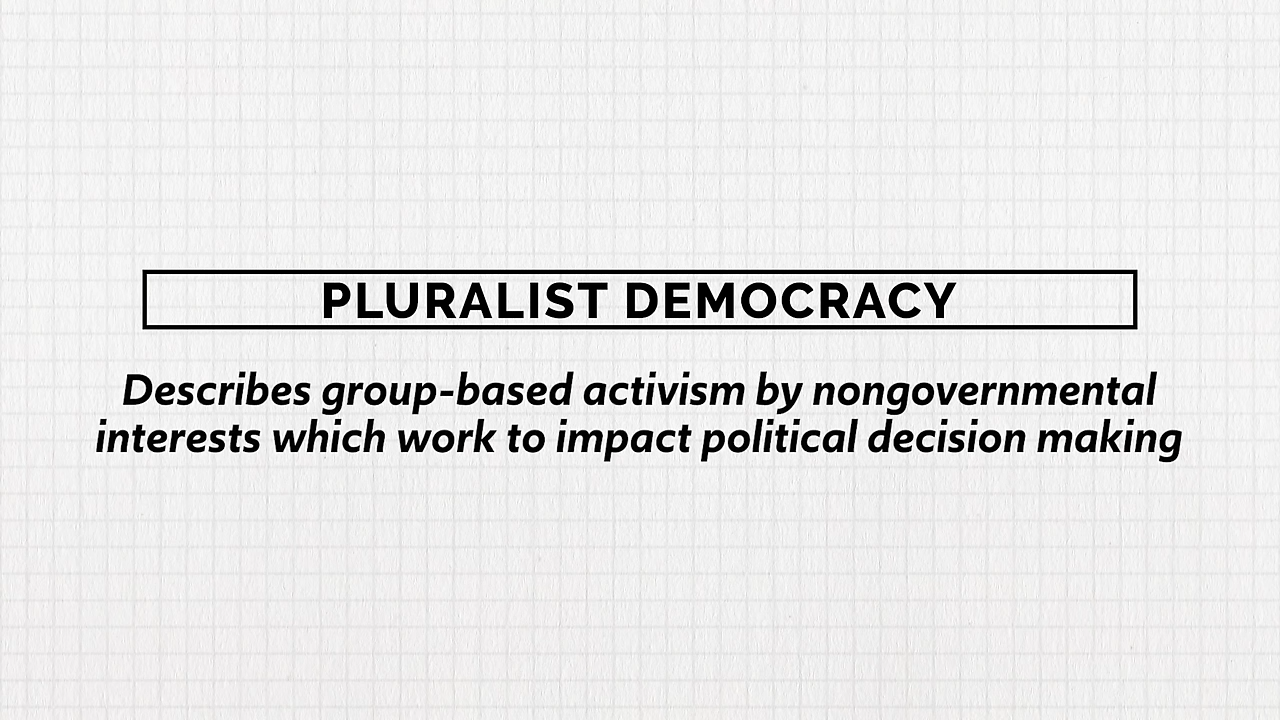 PLURALIST DEMOCRACY
Describes group-based activism by nongovernmental
interests which work to impact political decision making